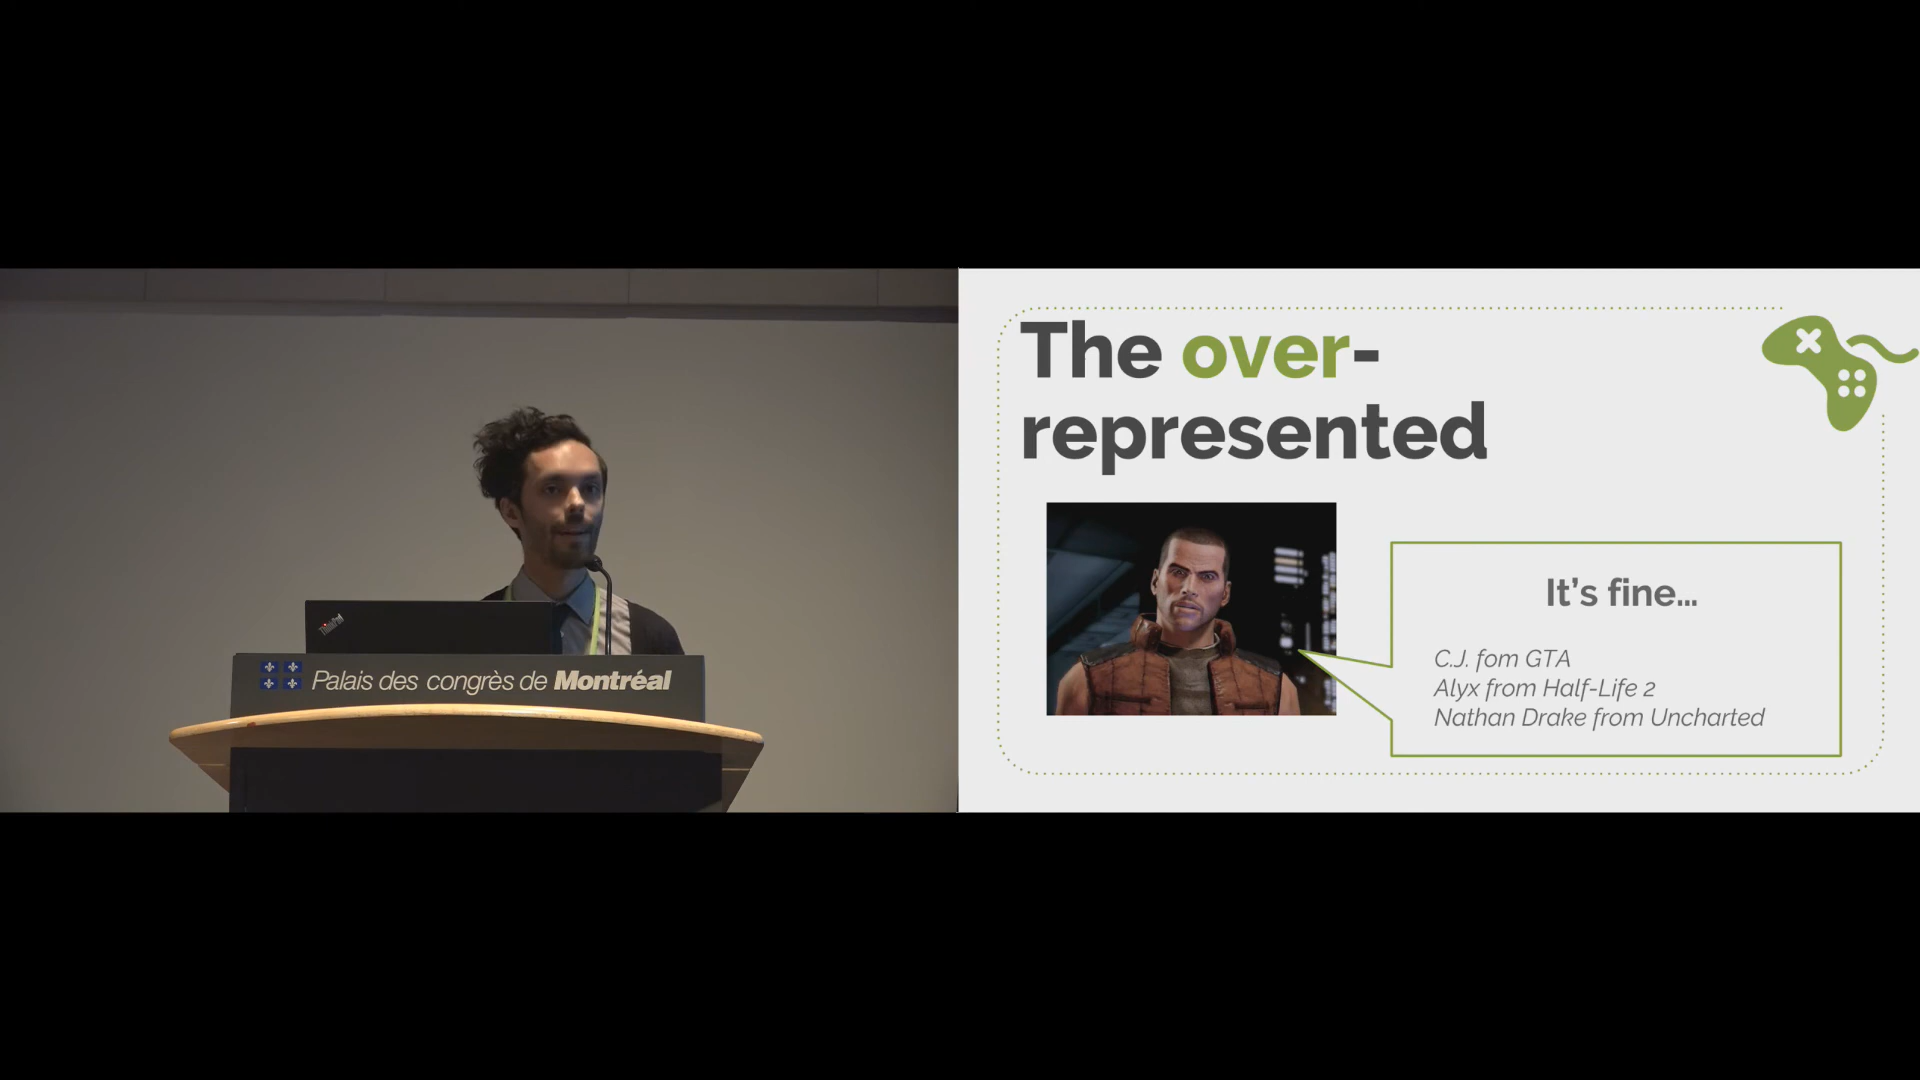 ThinkPad
Palais des congrès de Montréal
The over-
represented
It's fine...
C.J. fom GTA
Alyx from Half-Life 2
Nathan Drake from Uncharted